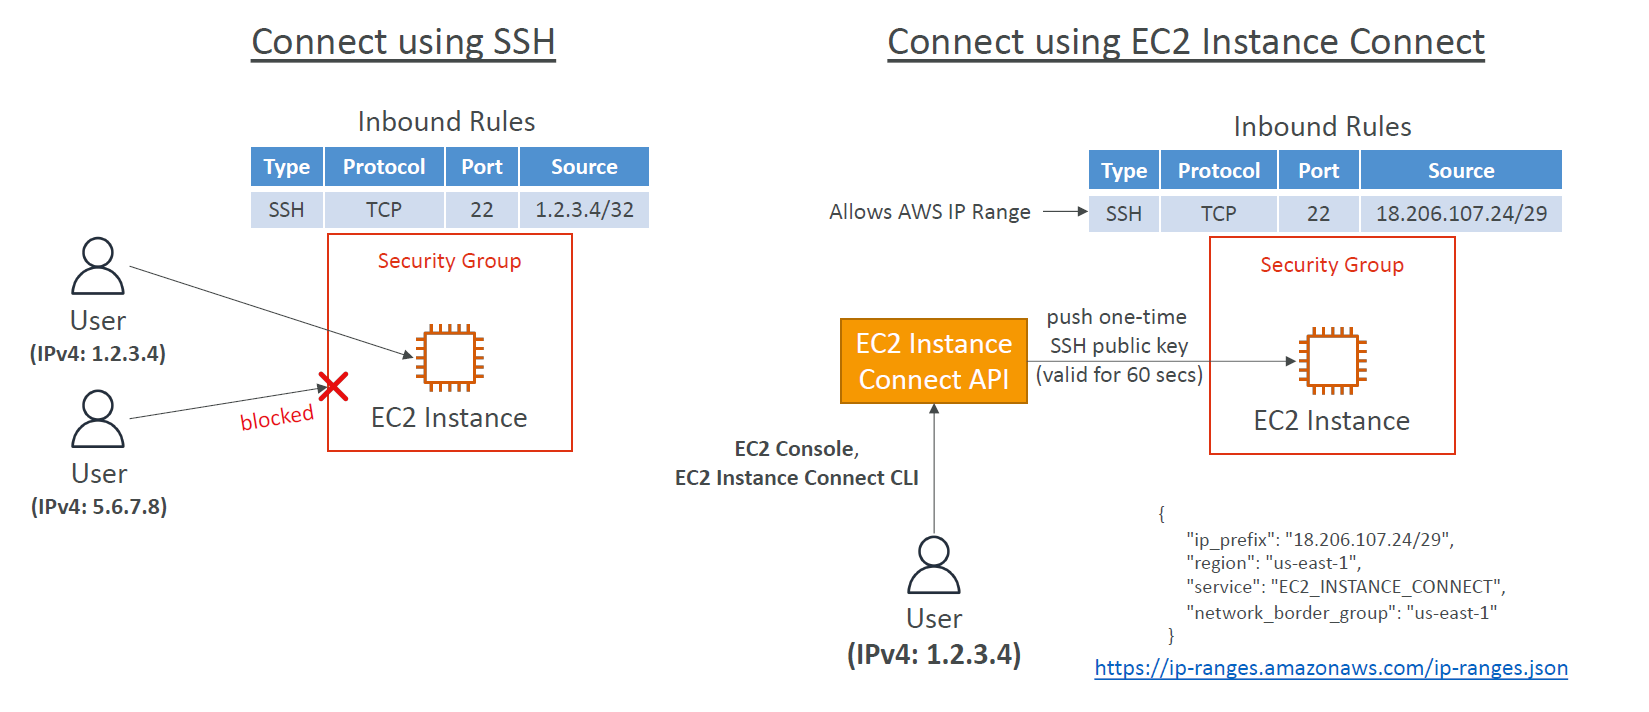 Connect using SSH
Inbound Rules
Type Protocol Port Source
SSH TCP 22 1.2.3.4/32
Security Group
User
(IPv4: 1.2.3.4)
blocked
EC2 Instance
User
(IPv4: 5.6.7.8)
Connect using EC2 Instance Connect
Inbound Rules
Type Protocol Port Source
Allows AWS IP Range
SSH TCP 22 18.206.107.24/29
Security Group
EC2 Instance
Connect API
push one-time
SSH public key
(valid for 60 secs)
EC2 Instance
EC2 Console,
EC2 Instance Connect CLI
User
(IPv4: 1.2.3.4)
{
"ip_prefix": "18.206.107.24/29",
"region": "us-east-1",
"service": "EC2_INSTANCE_CONNECT",
"network_border_group": "us-east-1"
}
https://ip-ranges.amazonaws.com/ip-ranges.json